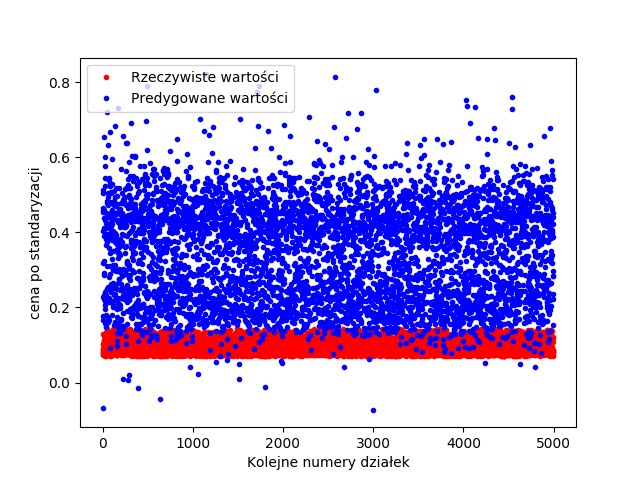 Rzeczywiste wartości
Predygowane wartości
0.8
0.6
0.4
0.2
0.0
cena po standaryzacji
0
1000
2000
3000
4000
5000
Kolejne numery działek